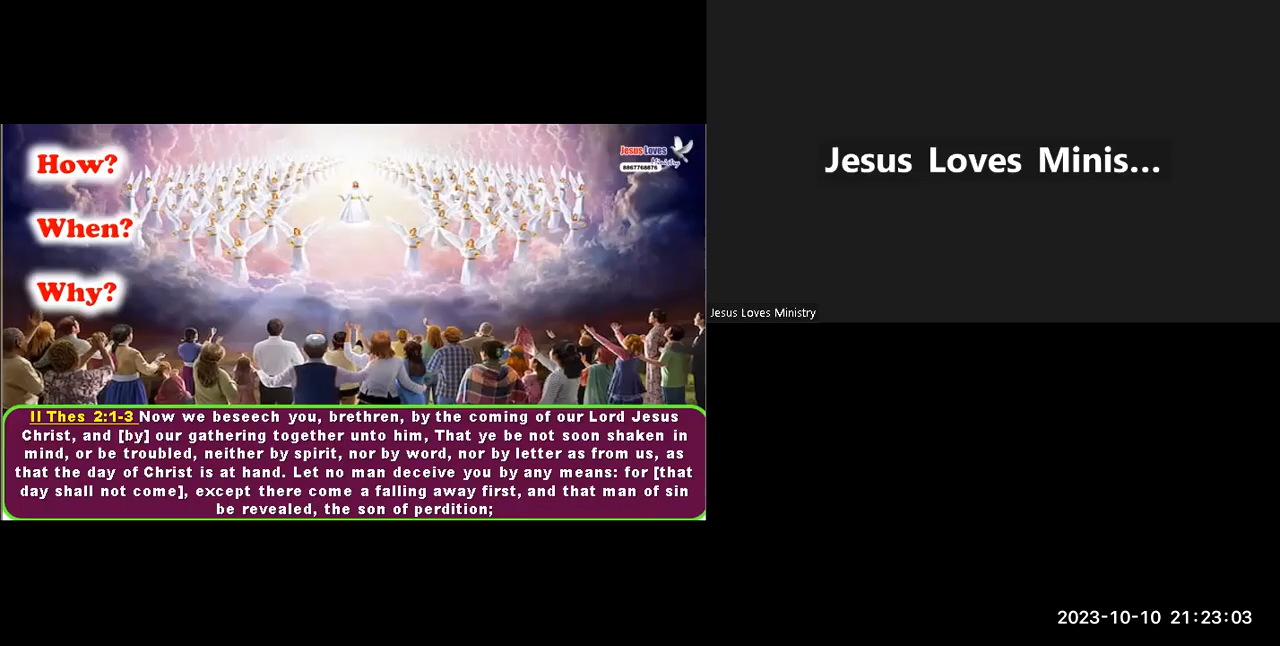 How?
When?
Why?
Jesus Loves
Ministry
8867768876
II Thes 2:1-3 Now we beseech you, brethren, by the coming of our Lord Jesus
Christ, and [by] our gathering together unto him, That ye be not soon shaken in
mind, or be troubled, neither by spirit, nor by word, nor by letter as from us, as
that the day of Christ is at hand. Let no man deceive you by any means: for [that
day shall not come], except there come a falling away first, and that man of sin
be revealed, the son of perdition;
Jesus Loves Minis...
Jesus Loves Ministry
2023-10-10 21:23:03